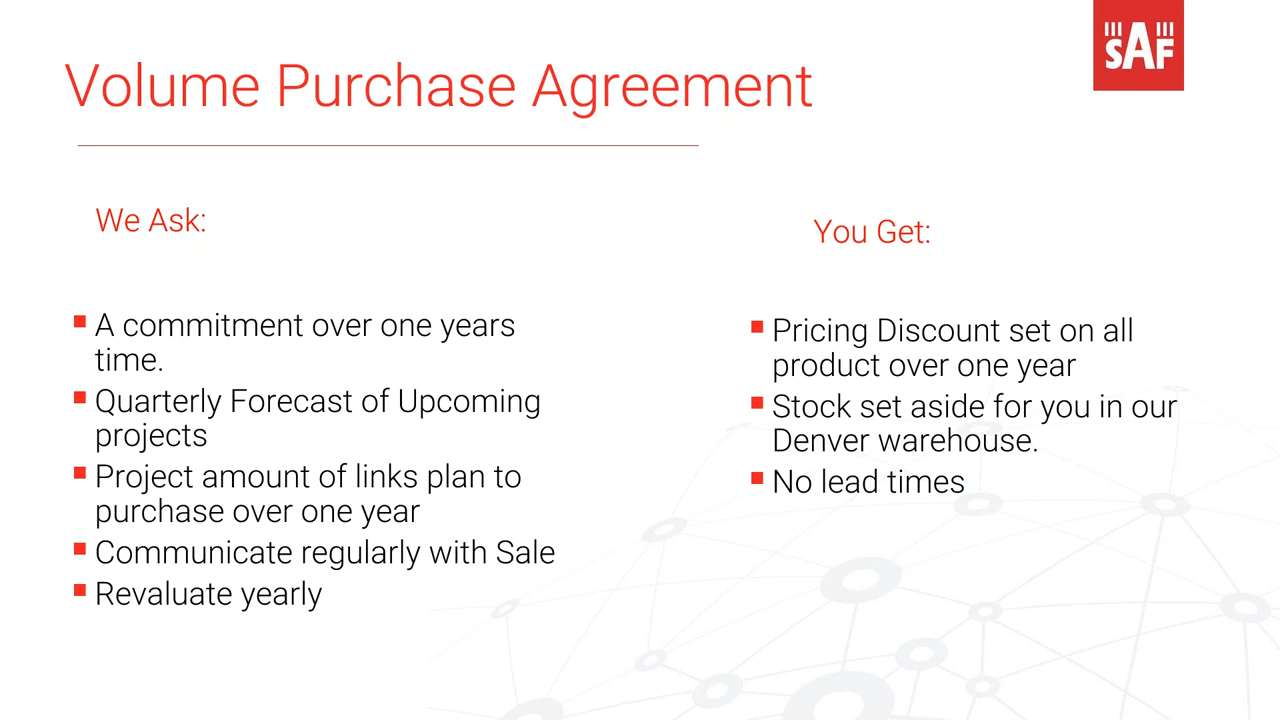 SAF
Volume Purchase Agreement
We Ask:
A commitment over one years
time.
Quarterly Forecast of Upcoming
projects
Project amount of links plan to
purchase over one year
Communicate regularly with Sale
Revaluate yearly
You Get:
Pricing Discount set on all
product over one year
Stock set aside for you in our
Denver warehouse.
No lead times